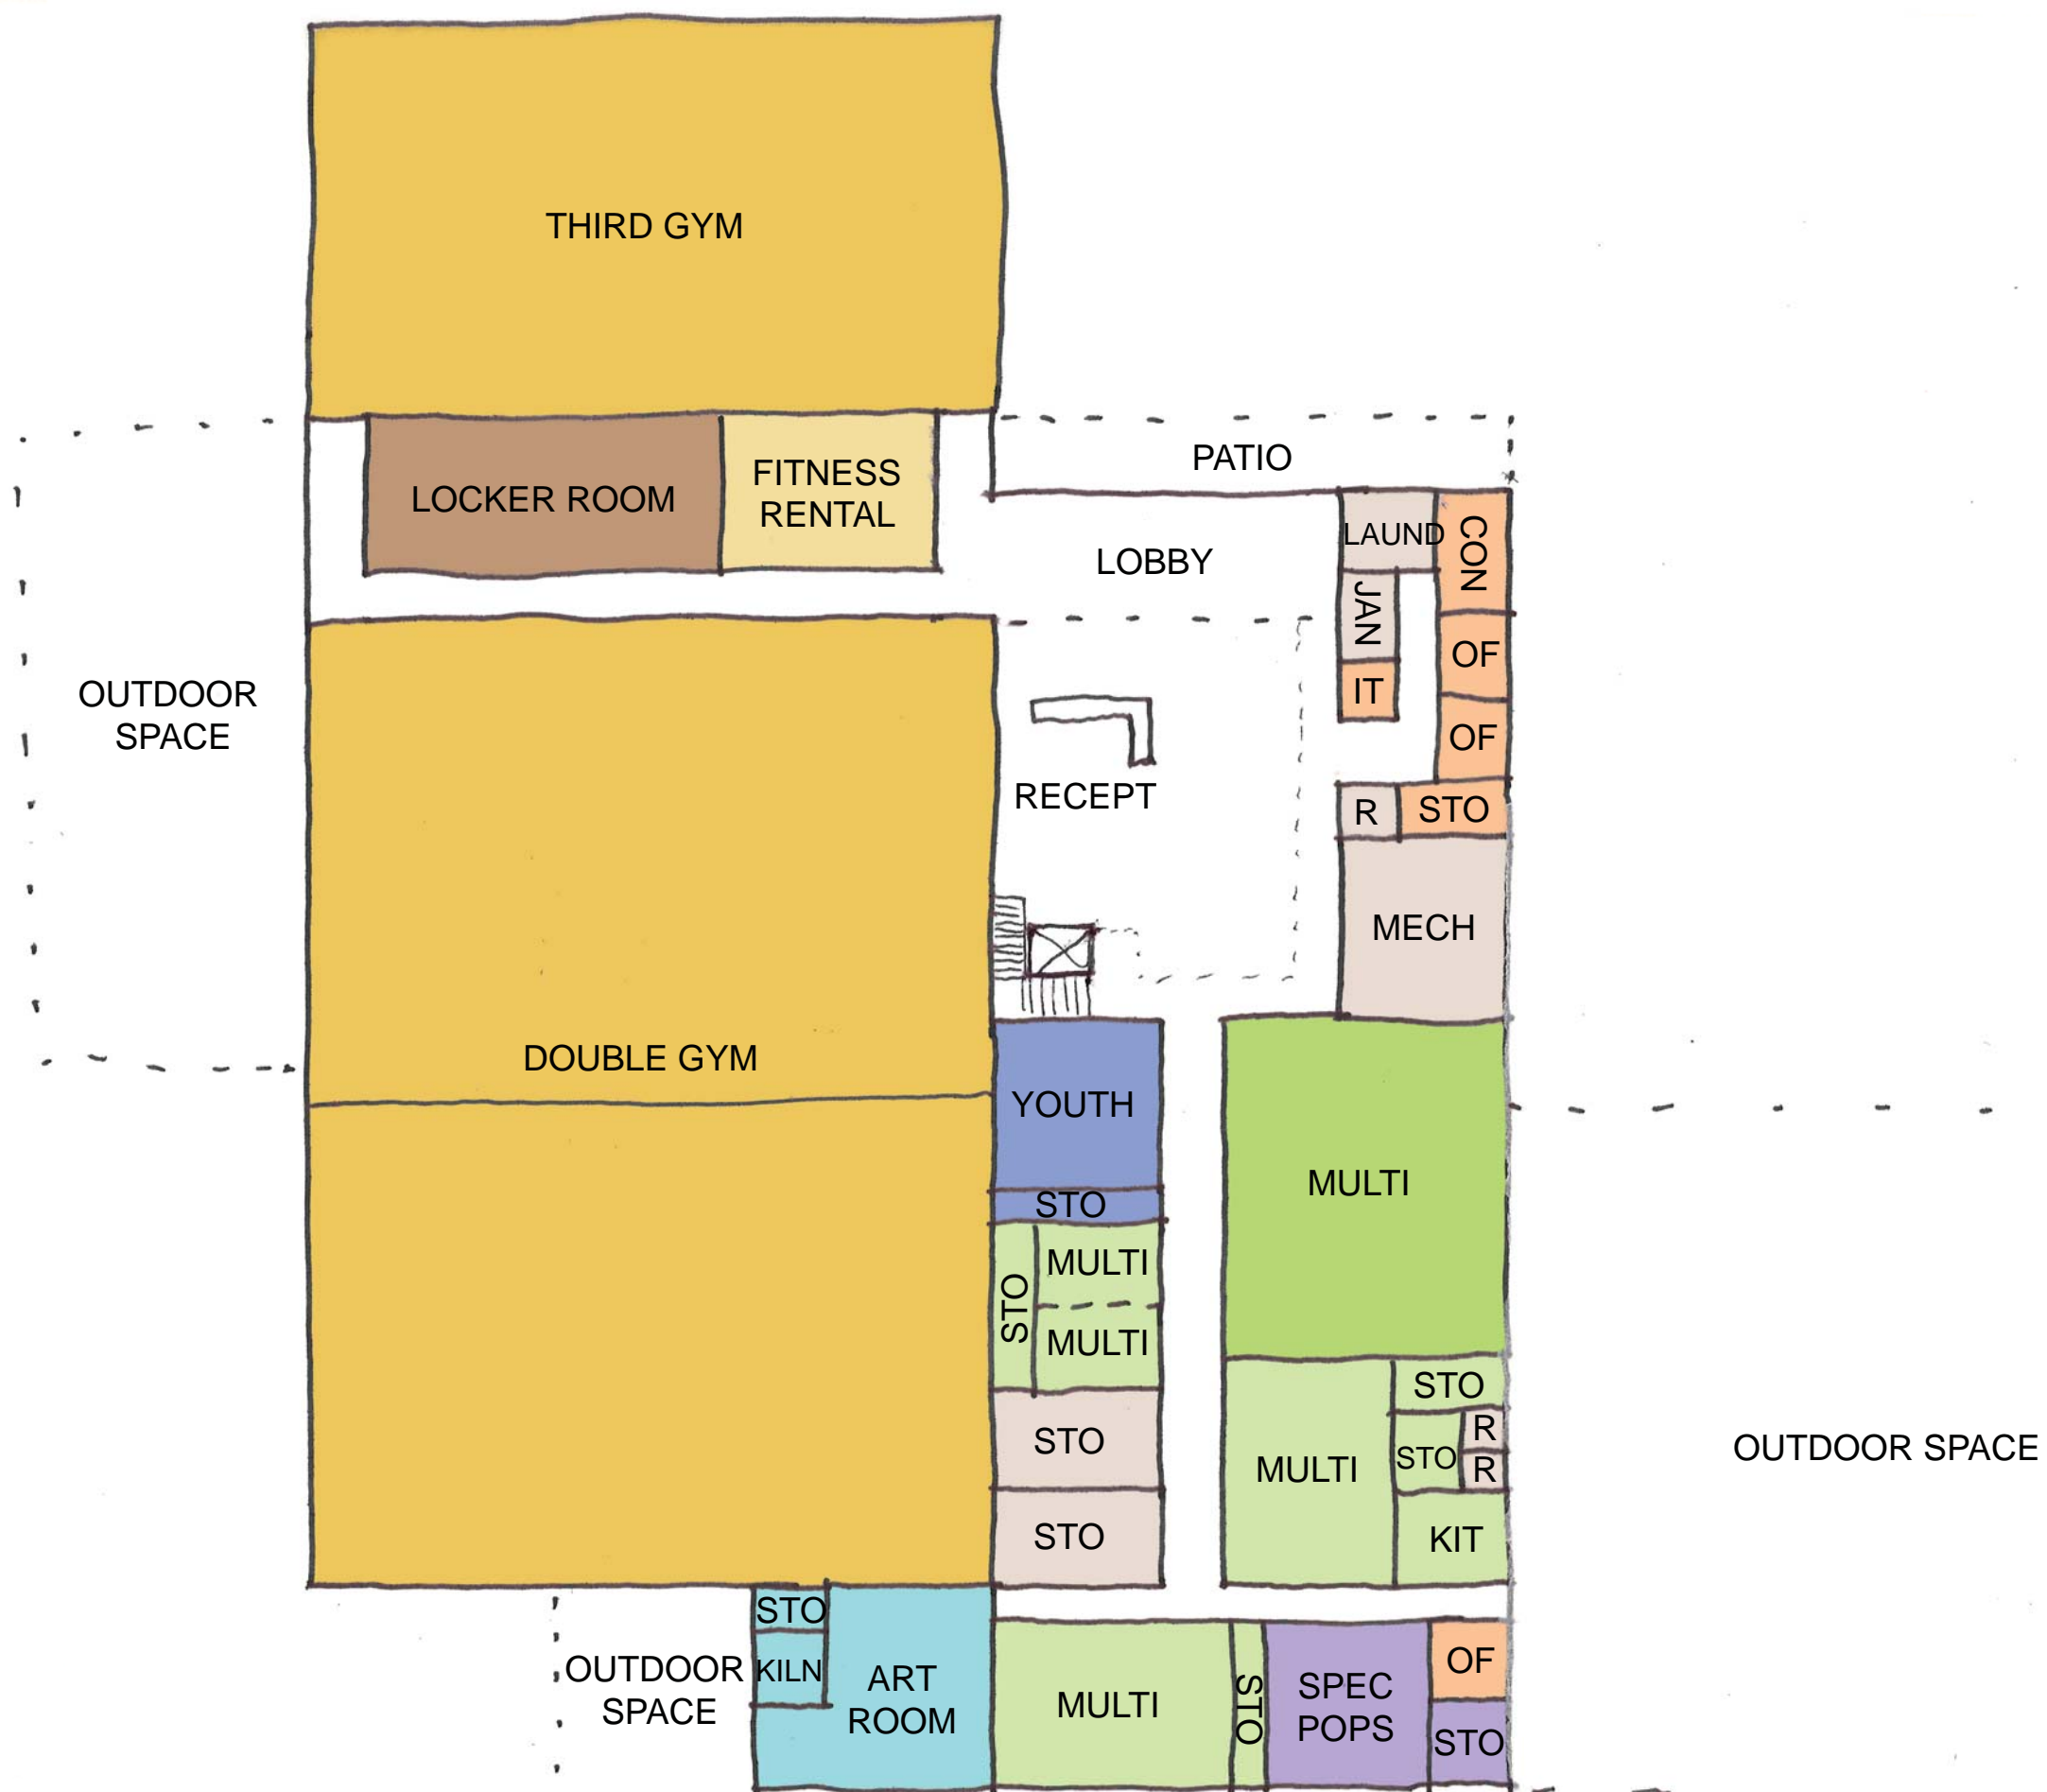 THIRD GYM
LOCKER ROOM
FITNESS
RENTAL
PATIO
LOBBY
LAUND
CON
JAN
OF
IT
OF
OUTDOOR
SPACE
RECEPT
R
STO
MECH
DOUBLE GYM
YOUTH
STO
MULTI
STO
MULTI
MULTI
STO
STO
MULTI
STO
STO
R
R
KIT
OUTDOOR SPACE
STO
KILN
OUTDOOR
SPACE
ART
ROOM
MULTI
STO
SPEC
POPS
OF
STO